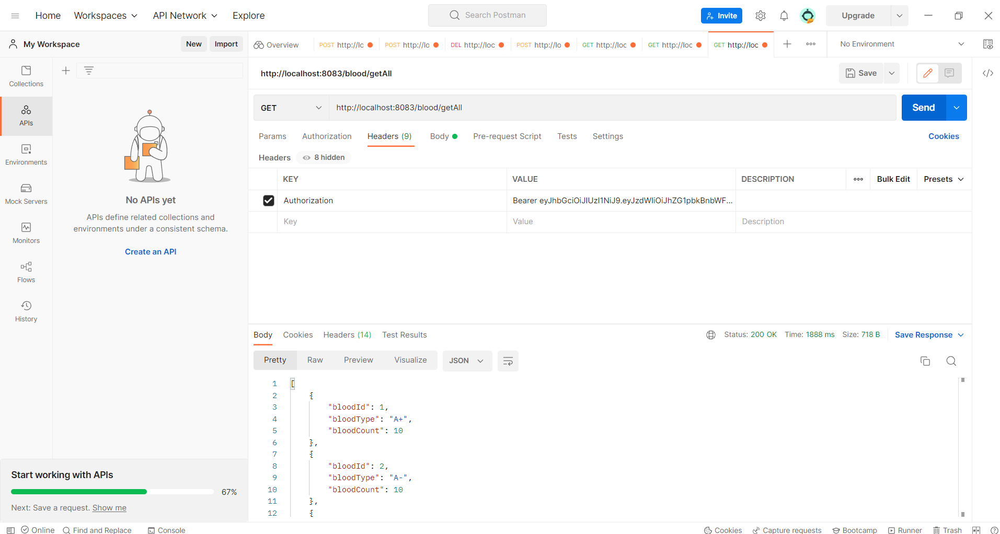 Home Workspaces API Network Explore Search Postman Invite Upgrade
My Workspace New Import Overview POST http://lo POST http://lo DEL http://loc POST http://lo GET http://loc GET http://loc GET http://loc No Environment
http://localhost:8083/blood/getAll Save
Collections
APIs
Environments
Mock Servers
Monitors
Flows
History
No APIs yet
APIs define related collections and
environments under a consistent schema.
Create an API
GET http://localhost:8083/blood/getAll Send
Params Authorization Headers (9) Body Pre-request Script Tests Settings Cookies
Headers 8 hidden
KEY VALUE DESCRIPTION Bulk Edit Presets
Authorization Bearer eyJhbGciOiJIUzI1NiJ9.eyJzdWIiOiJhZG1pbkBnbWF...
Key Value Description
Body Cookies Headers (14) Test Results Status: 200 OK Time: 1888 ms Size: 718 B Save Response
Pretty Raw Preview Visualize JSON
1 [
2 {
3 "bloodId": 1,
4 "bloodType": "A+",
5 "bloodCount": 10
6 },
7 {
8 "bloodId": 2,
9 "bloodType": "A-",
10 "bloodCount": 10
11 },
12 {
Start working with APIs
67%
Next: Save a request. Show me
Online Find and Replace Console Cookies Capture requests Bootcamp Runner Trash